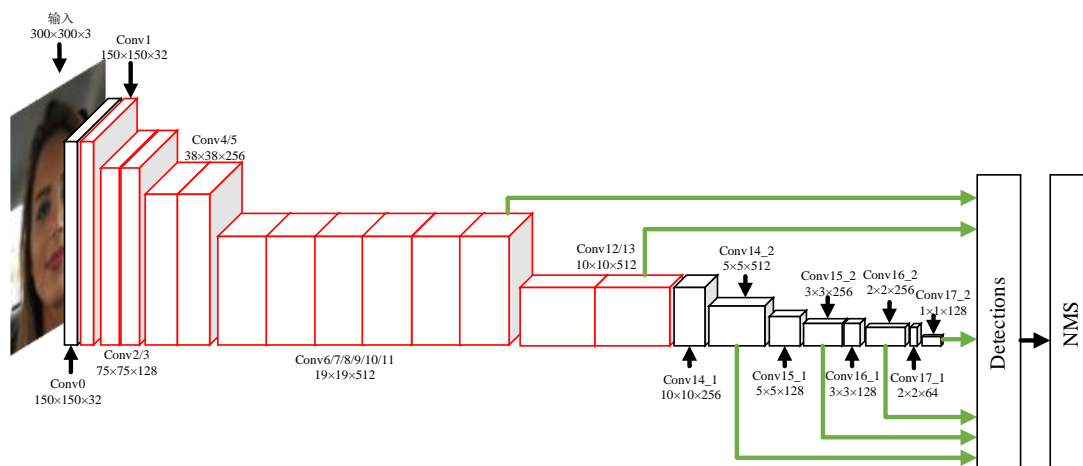 输入
300×300×3
Conv1
150×150×32
Conv4/5
38×38×256
Conv12/13
10×10×512
Conv14_2
5×5×512
Conv15_2
3×3×256
Conv16_2
2×2×256
Conv17_2
1×1×128
Conv0
150×150×32
Conv2/3
75×75×128
Conv6/7/8/9/10/11
19×19×512
Conv14_1
10×10×256
Conv15_1
5×5×128
Conv16_1
3×3×128
Conv17_1
2×2×64
Detections
NMS